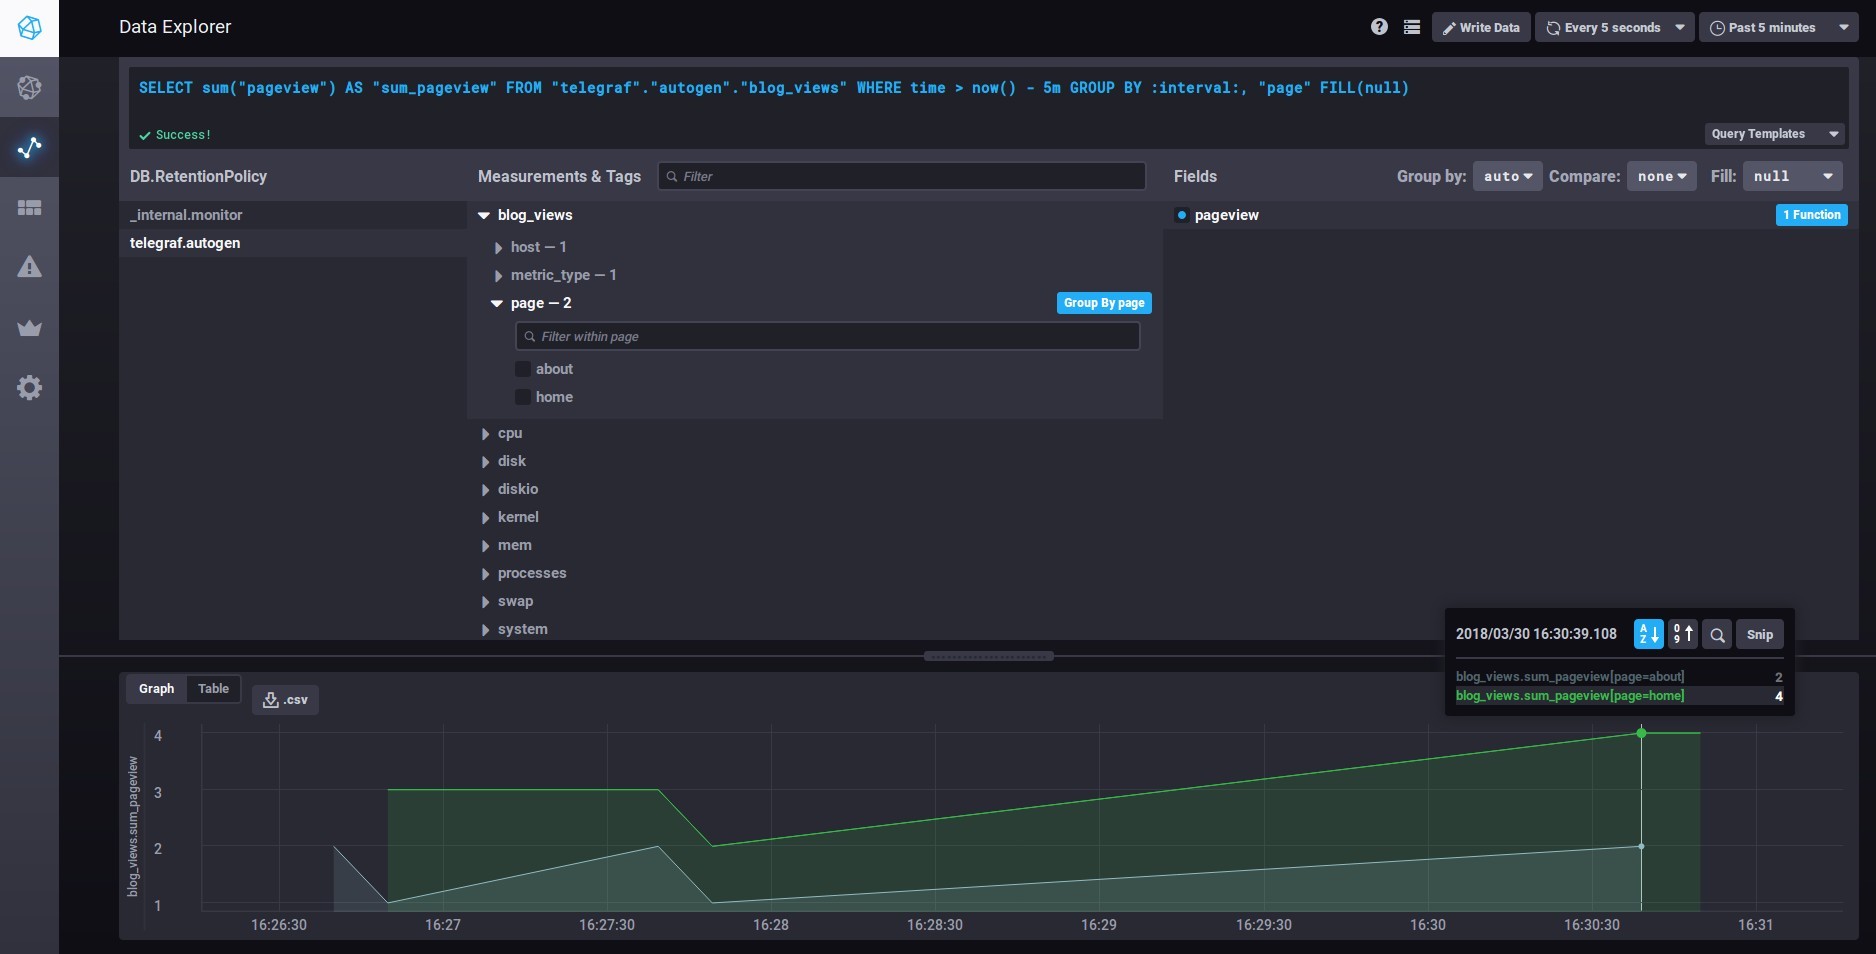 Data Explorer
? Write Data Every 5 seconds Past 5 minutes
SELECT sum("pageview") AS "sum_pageview" FROM "telegraf"."autogen"."blog_views" WHERE time > now() - 5m GROUP BY :interval:, "page" FILL(null)
Success!
Query Templates
DB.RetentionPolicy
_internal.monitor
telegraf.autogen
Measurements & Tags Filter
blog_views
host — 1
metric_type — 1
page — 2 Group By page
Filter within page
about
home
cpu
disk
diskio
kernel
mem
processes
swap
system
Fields Group by: auto Compare: none Fill: null
pageview 1 Function
2018/03/30 16:30:39.108 A Z 0 9 Snip
blog_views.sum_pageview[page=about] 2
blog_views.sum_pageview[page=home] 4
Graph Table .csv
blog_views.sum_pageview
4
3
2
1
16:26:30 16:27 16:27:30 16:28 16:28:30 16:29 16:29:30 16:30 16:30:30 16:31